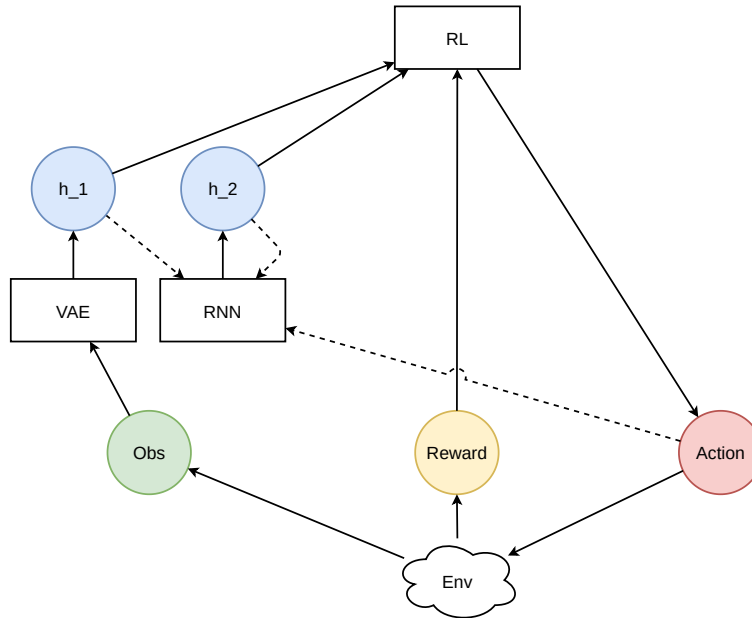 RL
h_1
h_2
VAE
RNN
Obs
Reward
Action
Env